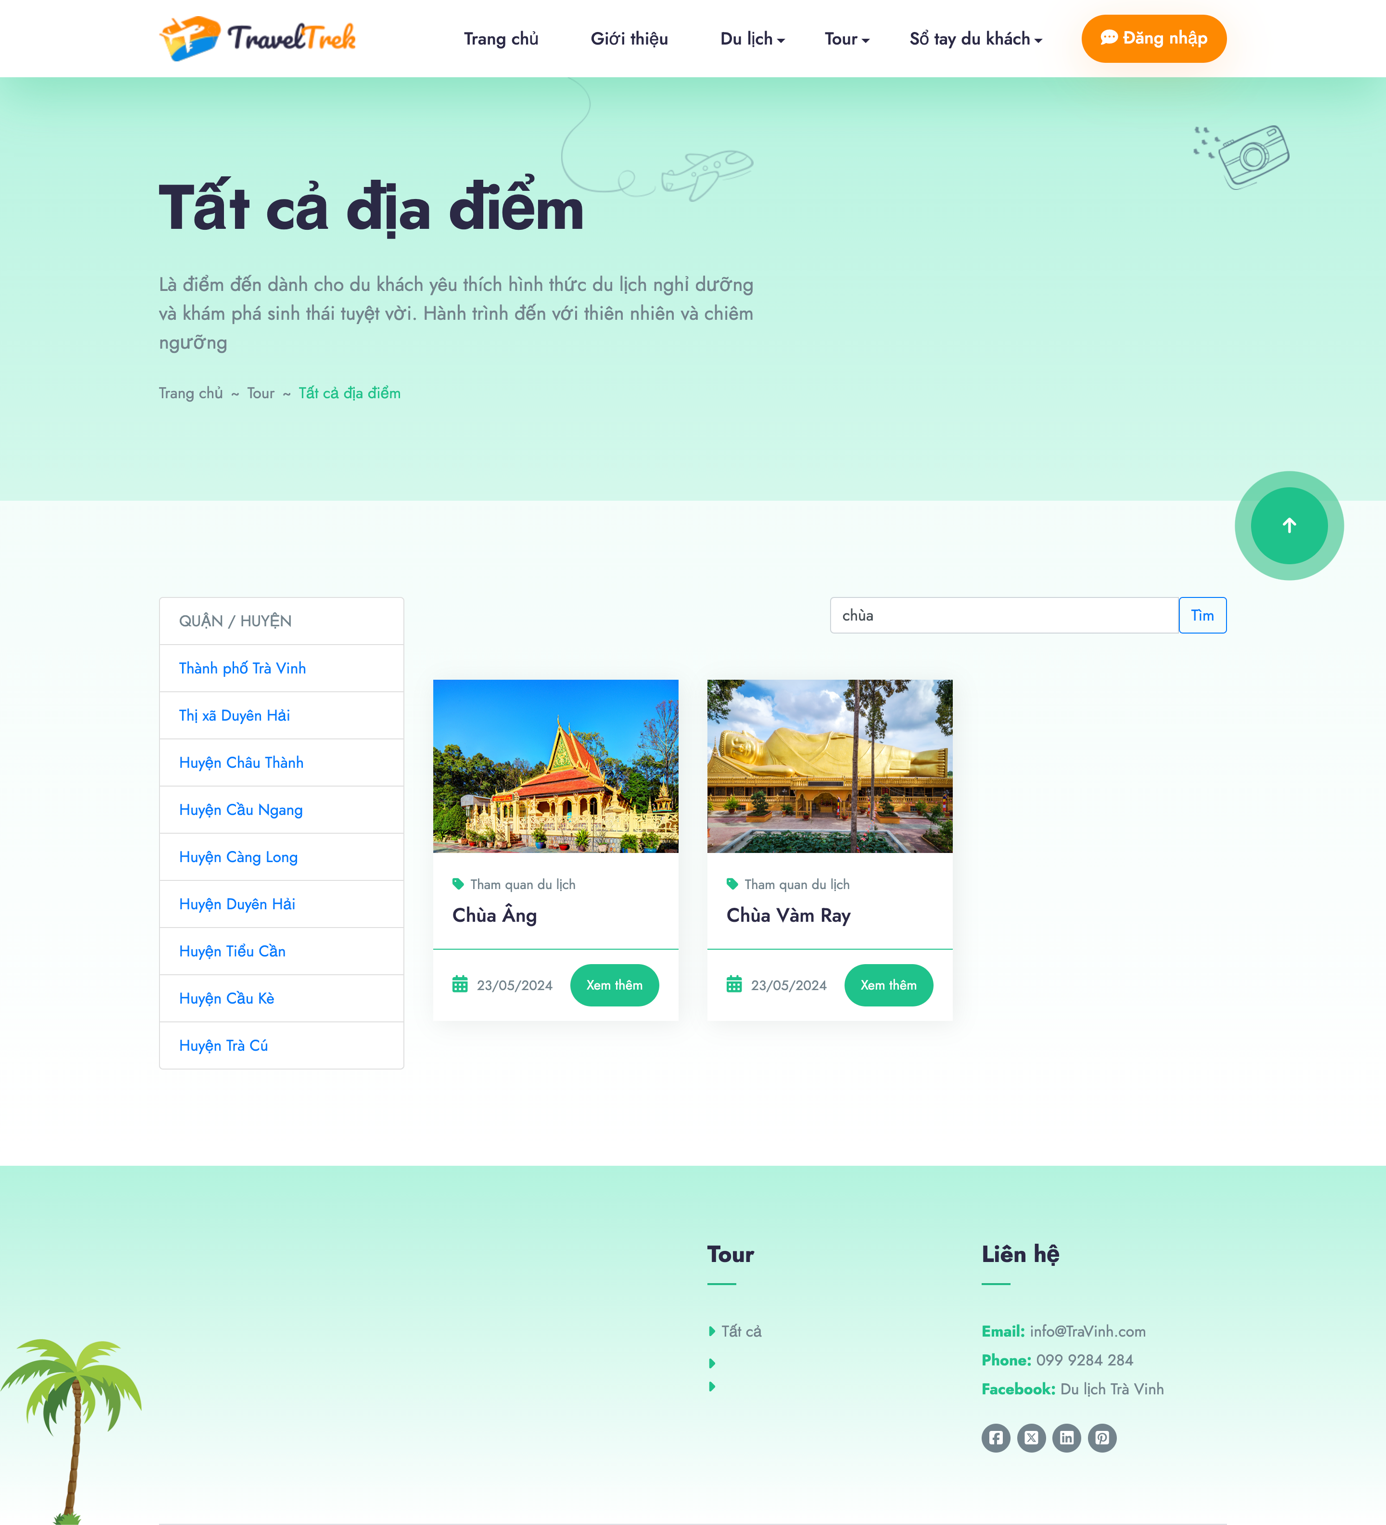 TravelTrek
Trang chủ
Giới thiệu
Du lịch
Tour
Sổ tay du khách
Đăng nhập
Tất cả địa điểm
Là điểm đến dành cho du khách yêu thích hình thức du lịch nghỉ dưỡng
và khám phá sinh thái tuyệt vời. Hành trình đến với thiên nhiên và chiêm
ngưỡng
Trang chủ ~ Tour ~ Tất cả địa điểm
QUẬN / HUYỆN
Thành phố Trà Vinh
Thị xã Duyên Hải
Huyện Châu Thành
Huyện Cầu Ngang
Huyện Càng Long
Huyện Duyên Hải
Huyện Tiểu Cần
Huyện Cầu Kè
Huyện Trà Cú
chùa
Tìm
Tham quan du lịch
Chùa Âng
23/05/2024
Xem thêm
Tham quan du lịch
Chùa Vàm Ray
23/05/2024
Xem thêm
Tour
Tất cả
Liên hệ
Email: info@TraVinh.com
Phone: 099 9284 284
Facebook: Du lịch Trà Vinh